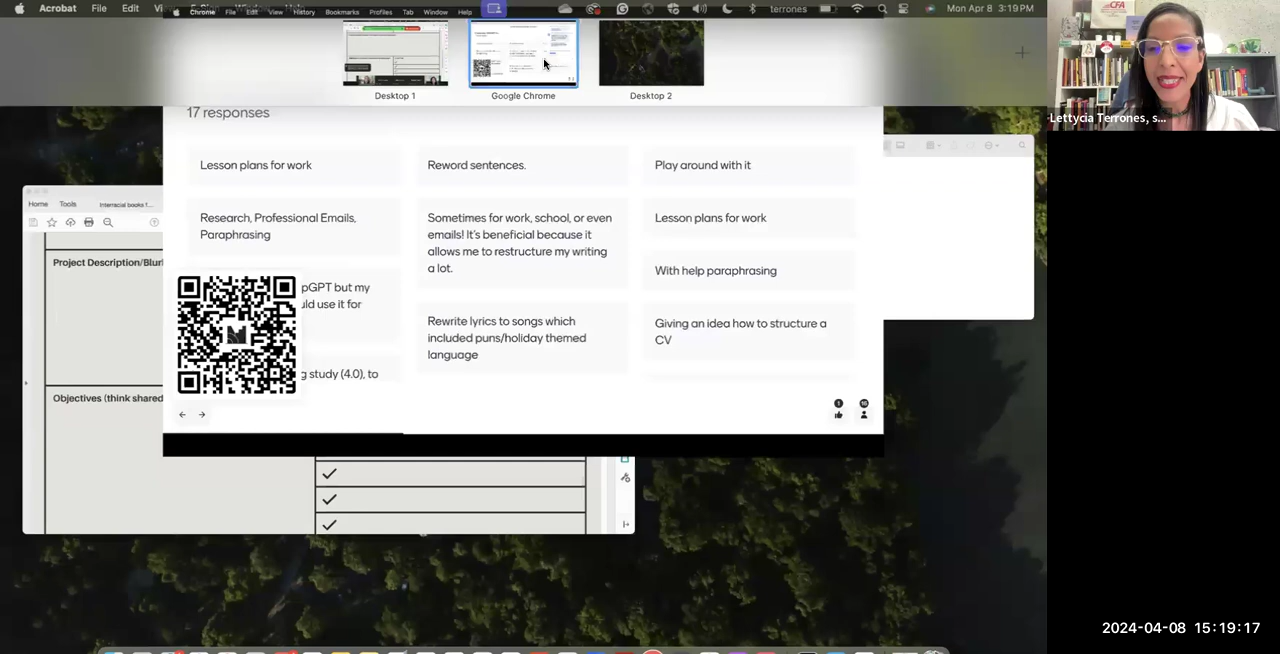 Acrobat File Edit
Chrome File Edit View History Bookmarks Profiles Tab Window Help
terrones
Mon Apr 8 3:19 PM
Desktop 1
Google Chrome
Desktop 2
Lettycia Terrones, s...
17 responses
Lesson plans for work
Reword sentences.
Play around with it
Research, Professional Emails,
Paraphrasing
Sometimes for work, school, or even
emails! It's beneficial because it
allows me to restructure my writing
a lot.
Lesson plans for work
With help paraphrasing
pGPT but my
uld use it for
Rewrite lyrics to songs which
included puns/holiday themed
language
Giving an idea how to structure a
CV
g study (4.0), to
Home Tools Interracial books f...
Project Description/Blur
Objectives (think shared
2024-04-08 15:19:17